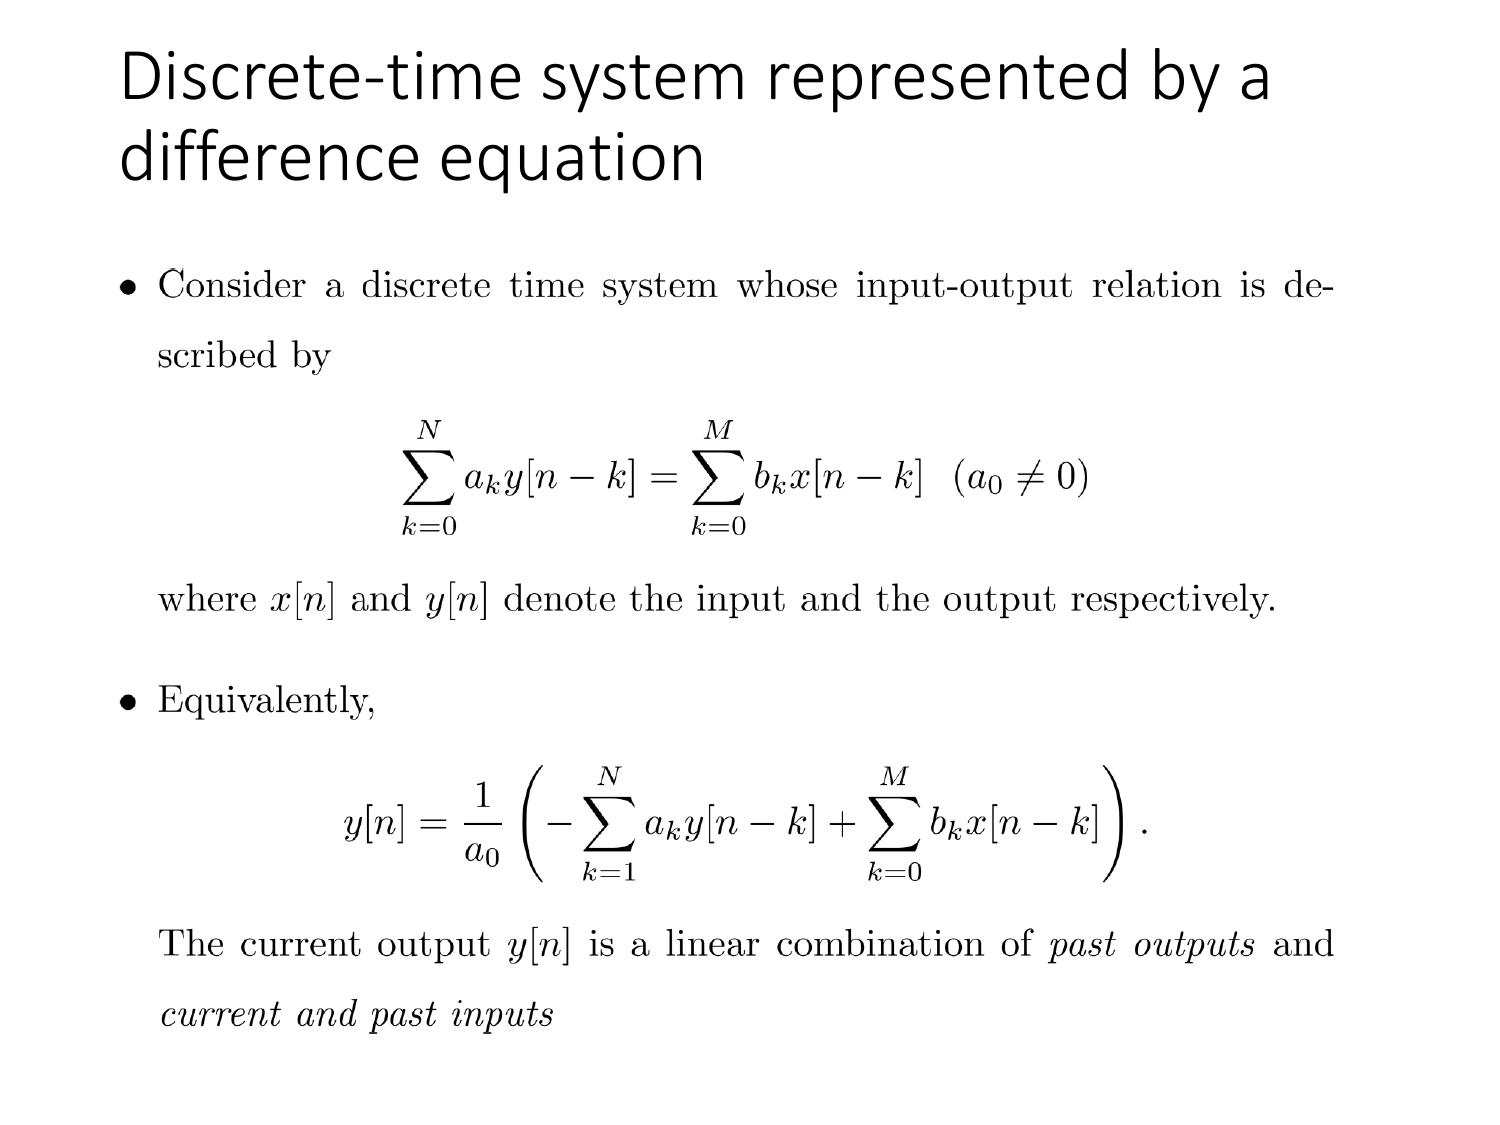 Discrete-time system represented by a
difference equation
• Consider a discrete time system whose input-output relation is de-
scribed by
$$\sum_{k=0}^{N} a_k y[n-k] = \sum_{k=0}^{M} b_k x[n-k] \quad (a_0 \neq 0)$$
where $x[n]$ and $y[n]$ denote the input and the output respectively.
• Equivalently,
$$y[n] = \frac{1}{a_0} \left( -\sum_{k=1}^{N} a_k y[n-k] + \sum_{k=0}^{M} b_k x[n-k] \right).$$
The current output $y[n]$ is a linear combination of past outputs and
current and past inputs